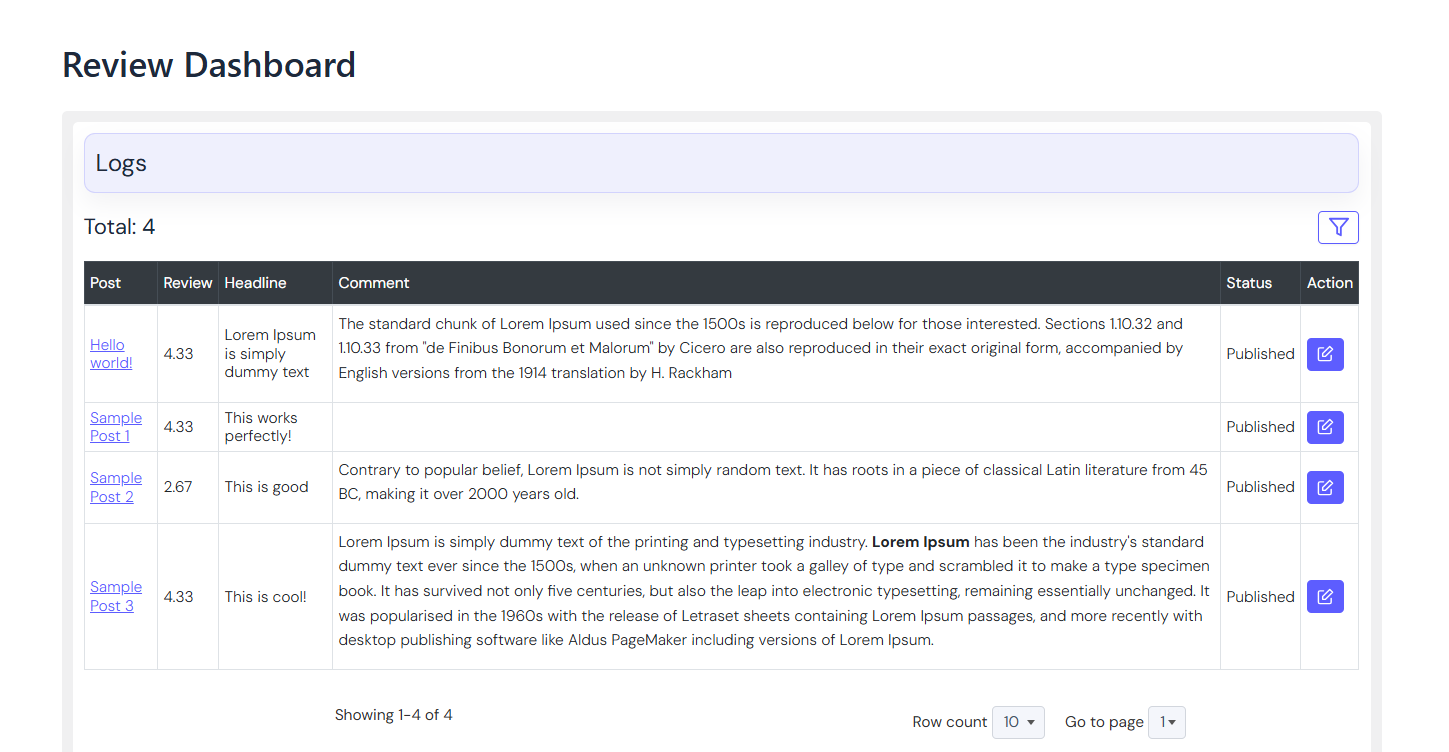 Review Dashboard
Logs
Total: 4
Post Review Headline Comment Status Action
Hello world! 4.33 Lorem Ipsum is simply dummy text The standard chunk of Lorem Ipsum used since the 1500s is reproduced below for those interested. Sections 1.10.32 and
1.10.33 from "de Finibus Bonorum et Malorum" by Cicero are also reproduced in their exact original form, accompanied by
English versions from the 1914 translation by H. Rackham
Published
Sample Post 1 4.33 This works perfectly! Published
Sample Post 2 2.67 This is good Contrary to popular belief, Lorem Ipsum is not simply random text. It has roots in a piece of classical Latin literature from 45
BC, making it over 2000 years old.
Published
Sample Post 3 4.33 This is cool! Lorem Ipsum is simply dummy text of the printing and typesetting industry. Lorem Ipsum has been the industry's standard
dummy text ever since the 1500s, when an unknown printer took a galley of type and scrambled it to make a type specimen
book. It has survived not only five centuries, but also the leap into electronic typesetting, remaining essentially unchanged. It
was popularised in the 1960s with the release of Letraset sheets containing Lorem Ipsum passages, and more recently with
desktop publishing software like Aldus PageMaker including versions of Lorem Ipsum.
Published
Showing 1-4 of 4
Row count 10 Go to page 1